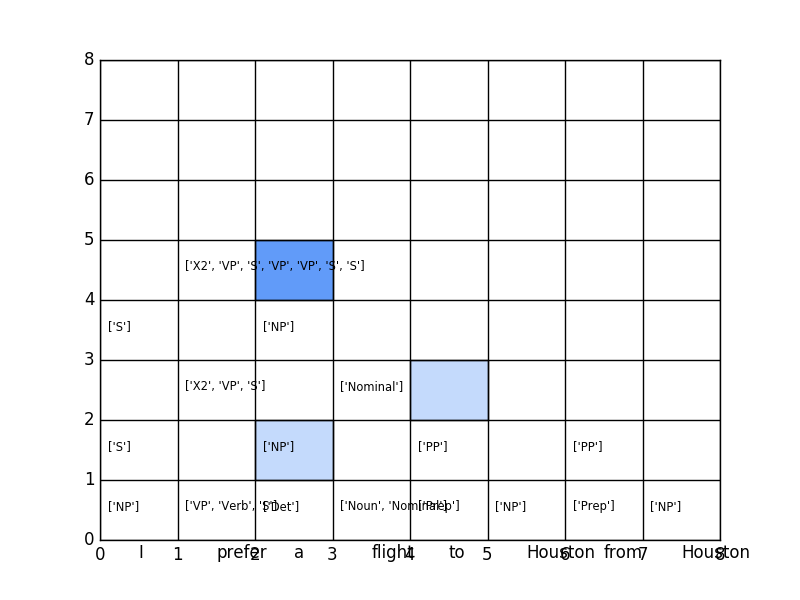 8
7
6
5
['X2', 'VP', 'S', 'VP', 'VP', 'S', 'S']
4
['S'] ['NP']
3
['X2', 'VP', 'S'] ['Nominal']
2
['S'] ['NP'] ['PP'] ['PP']
1
['NP'] ['VP', 'Verb', 'S'] ['Det'] ['Noun', 'Nominal'] ['Prep'] ['NP'] ['Prep'] ['NP']
0
I prefer a flight to Houston from Houston
0 1 2 3 4 5 6 7 8